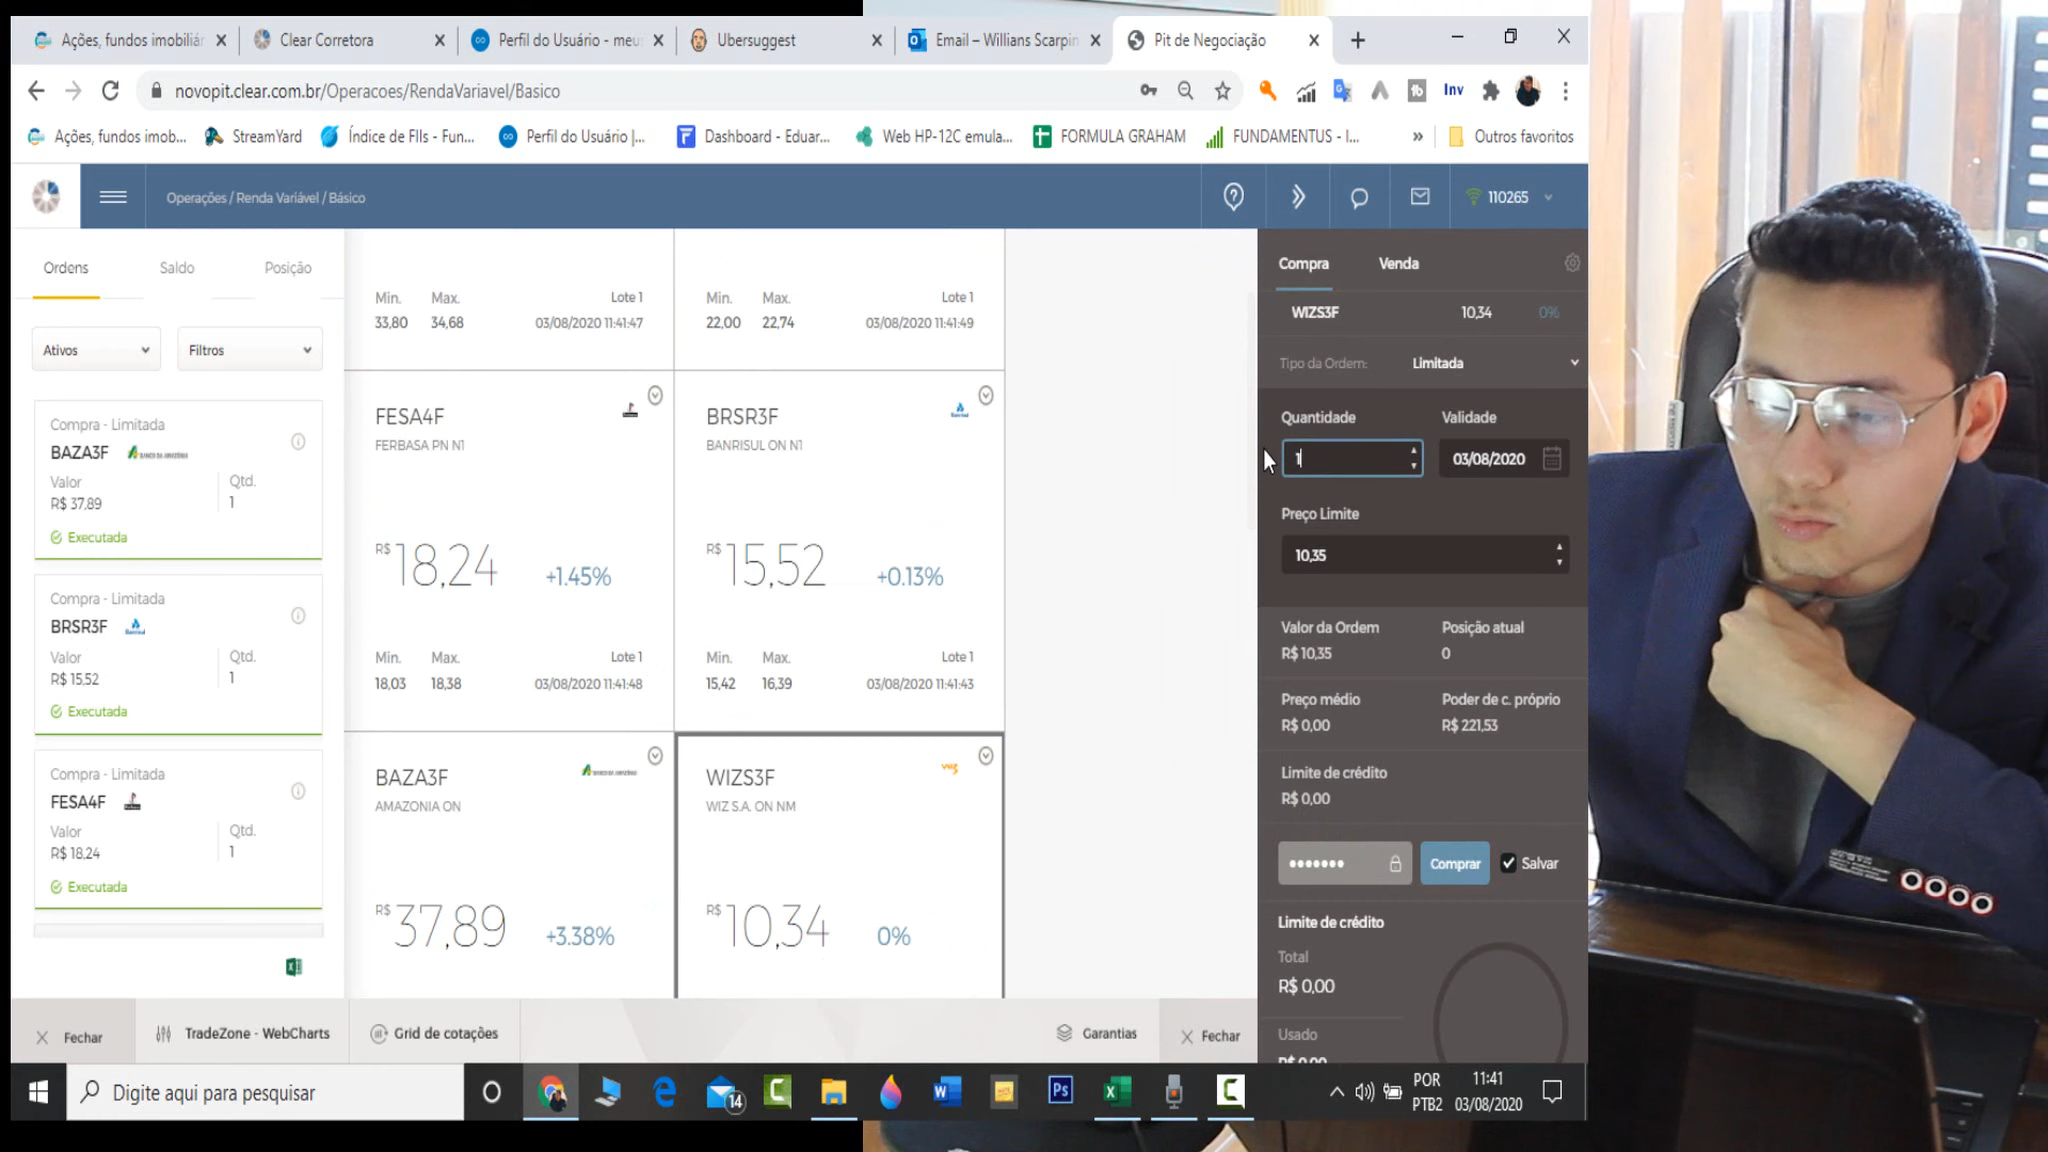 Ações, fundos imobiliár
Clear Corretora
Perfil do Usuário - meu
Ubersuggest
Email – Willians Scarpin
Pit de Negociação
novopit.clear.com.br/Operacoes/RendaVariavel/Basico
Inv
Ações, fundos imob...
StreamYard
Índice de FIIs - Fun...
Perfil do Usuário |...
Dashboard - Eduar...
Web HP-12C emula...
FORMULA GRAHAM
FUNDAMENTUS - I...
»
Outros favoritos
Operações / Renda Variável / Básico
110265
Ordens
Saldo
Posição
Ativos
Filtros
Compra - Limitada
BAZA3F
BANCO DA AMAZÔNIA
Valor
Qtd.
R$ 37,89
1
Executada
Compra - Limitada
BRSR3F
Valor
Qtd.
R$ 15,52
1
Executada
Compra - Limitada
FESA4F
Valor
Qtd.
R$ 18,24
1
Executada
Min.
Max.
Lote 1
33,80
34,68
03/08/2020 11:41:47
Min.
Max.
Lote 1
22,00
22,74
03/08/2020 11:41:49
FESA4F
FERBASA PN N1
R$ 18,24
+1.45%
Min.
Max.
Lote 1
18,03
18,38
03/08/2020 11:41:48
BRSR3F
BANRISUL ON N1
R$ 15,52
+0.13%
Min.
Max.
Lote 1
15,42
16,39
03/08/2020 11:41:43
BAZA3F
AMAZONIA ON
R$ 37,89
+3.38%
WIZS3F
WIZ S.A. ON NM
R$ 10,34
0%
Compra
Venda
WIZS3F
10,34
0%
Tipo da Ordem:
Limitada
Quantidade
Validade
1
03/08/2020
Preço Limite
10,35
Valor da Ordem
Posição atual
R$ 10,35
0
Preço médio
Poder de c. próprio
R$ 0,00
R$ 221,53
Limite de crédito
R$ 0,00
Comprar
Salvar
Limite de crédito
Total
R$ 0,00
Usado
R$ 0,00
Fechar
TradeZone - WebCharts
Grid de cotações
Garantias
Fechar
Digite aqui para pesquisar
14
Ps
POR
PTB2
11:41
03/08/2020